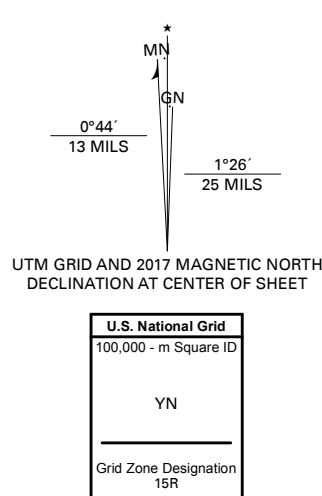 ★
MN
GN
0°44´
13 MILS
1°26´
25 MILS
UTM GRID AND 2017 MAGNETIC NORTH
DECLINATION AT CENTER OF SHEET
U.S. National Grid
100,000 - m Square ID
YN
Grid Zone Designation
15R